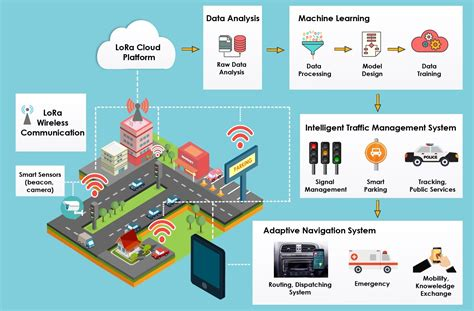 LoRa Cloud
Platform
Data Analysis
Raw Data
Analysis
Machine Learning
Data
Processing
Model
Design
Data
Training
LoRa
Wireless
Communication
Smart Sensors
(beacon,
camera)
PARKING
Intelligent Traffic Management System
Signal
Management
Smart
Parking
POLICE
Tracking,
Public Services
Adaptive Navigation System
Routing, Dispatching
System
Emergency
Mobility,
Knowledge
Exchange